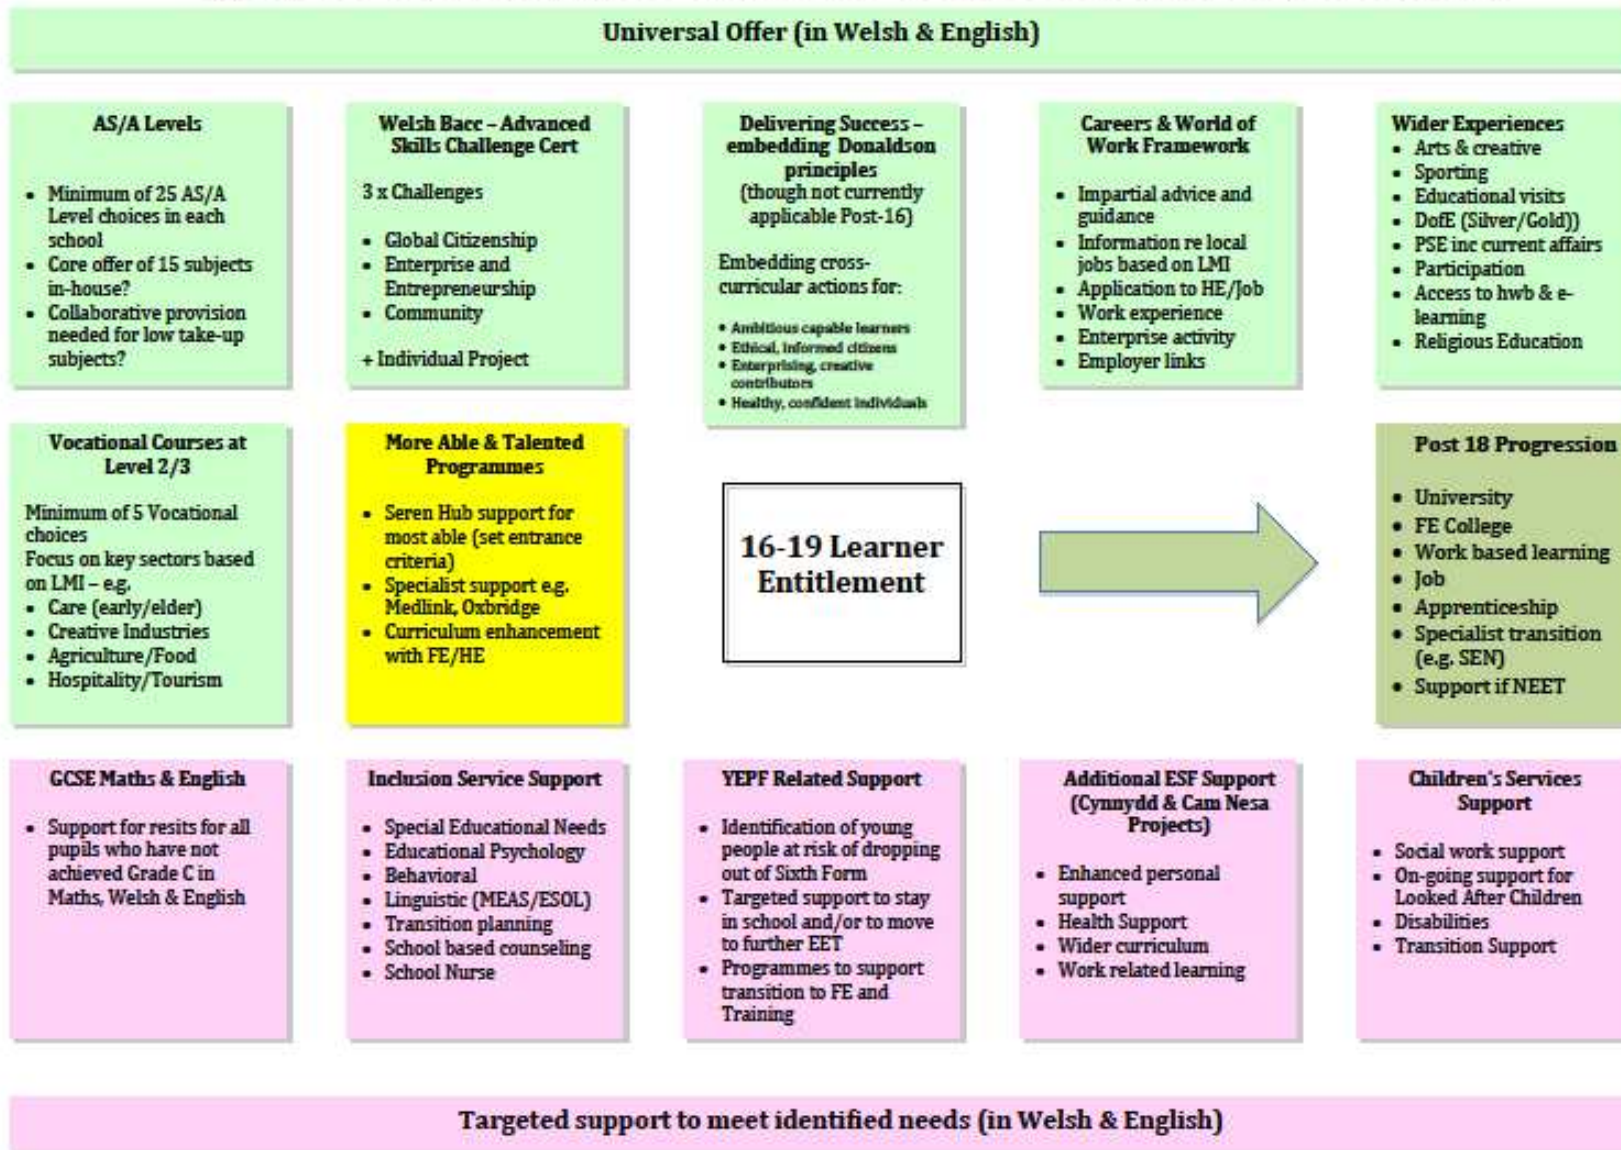 Universal Offer (in Welsh & English)
AS/A Levels
• Minimum of 25 AS/A
Level choices in each
school
• Core offer of 15 subjects
in-house?
• Collaborative provision
needed for low take-up
subjects?
Welsh Bacc – Advanced
Skills Challenge Cert
3 x Challenges
• Global Citizenship
• Enterprise and
Entrepreneurship
• Community
+ Individual Project
Delivering Success –
embedding Donaldson
principles
(though not currently
applicable Post-16)
Embedding cross-
curricular actions for:
• Ambitious capable learners
• Ethical, informed citizens
• Enterprising, creative
contributors
• Healthy, confident individuals
Careers & World of
Work Framework
• Impartial advice and
guidance
• Information re local
jobs based on LMI
• Application to HE/Job
• Work experience
• Enterprise activity
• Employer links
Wider Experiences
• Arts & creative
• Sporting
• Educational visits
• DofE (Silver/Gold))
• PSE inc current affairs
• Participation
• Access to hwb & e-
learning
• Religious Education
Vocational Courses at
Level 2/3
Minimum of 5 Vocational
choices
Focus on key sectors based
on LMI – e.g.
• Care (early/elder)
• Creative Industries
• Agriculture/Food
• Hospitality/Tourism
More Able & Talented
Programmes
• Seren Hub support for
most able (set entrance
criteria)
• Specialist support e.g.
Medlink, Oxbridge
• Curriculum enhancement
with FE/HE
16-19 Learner
Entitlement
Post 18 Progression
• University
• FE College
• Work based learning
• Job
• Apprenticeship
• Specialist transition
(e.g. SEN)
• Support if NEET
GCSE Maths & English
• Support for resits for all
pupils who have not
achieved Grade C in
Maths, Welsh & English
Inclusion Service Support
• Special Educational Needs
• Educational Psychology
• Behavioral
• Linguistic (MEAS/ESOL)
• Transition planning
• School based counseling
• School Nurse
YEPF Related Support
• Identification of young
people at risk of dropping
out of Sixth Form
• Targeted support to stay
in school and/or to move
to further EET
• Programmes to support
transition to FE and
Training
Additional ESF Support
(Cynnydd & Cam Nesa
Projects)
• Enhanced personal
support
• Health Support
• Wider curriculum
• Work related learning
Children's Services
Support
• Social work support
• On-going support for
Looked After Children
• Disabilities
• Transition Support
Targeted support to meet identified needs (in Welsh & English)